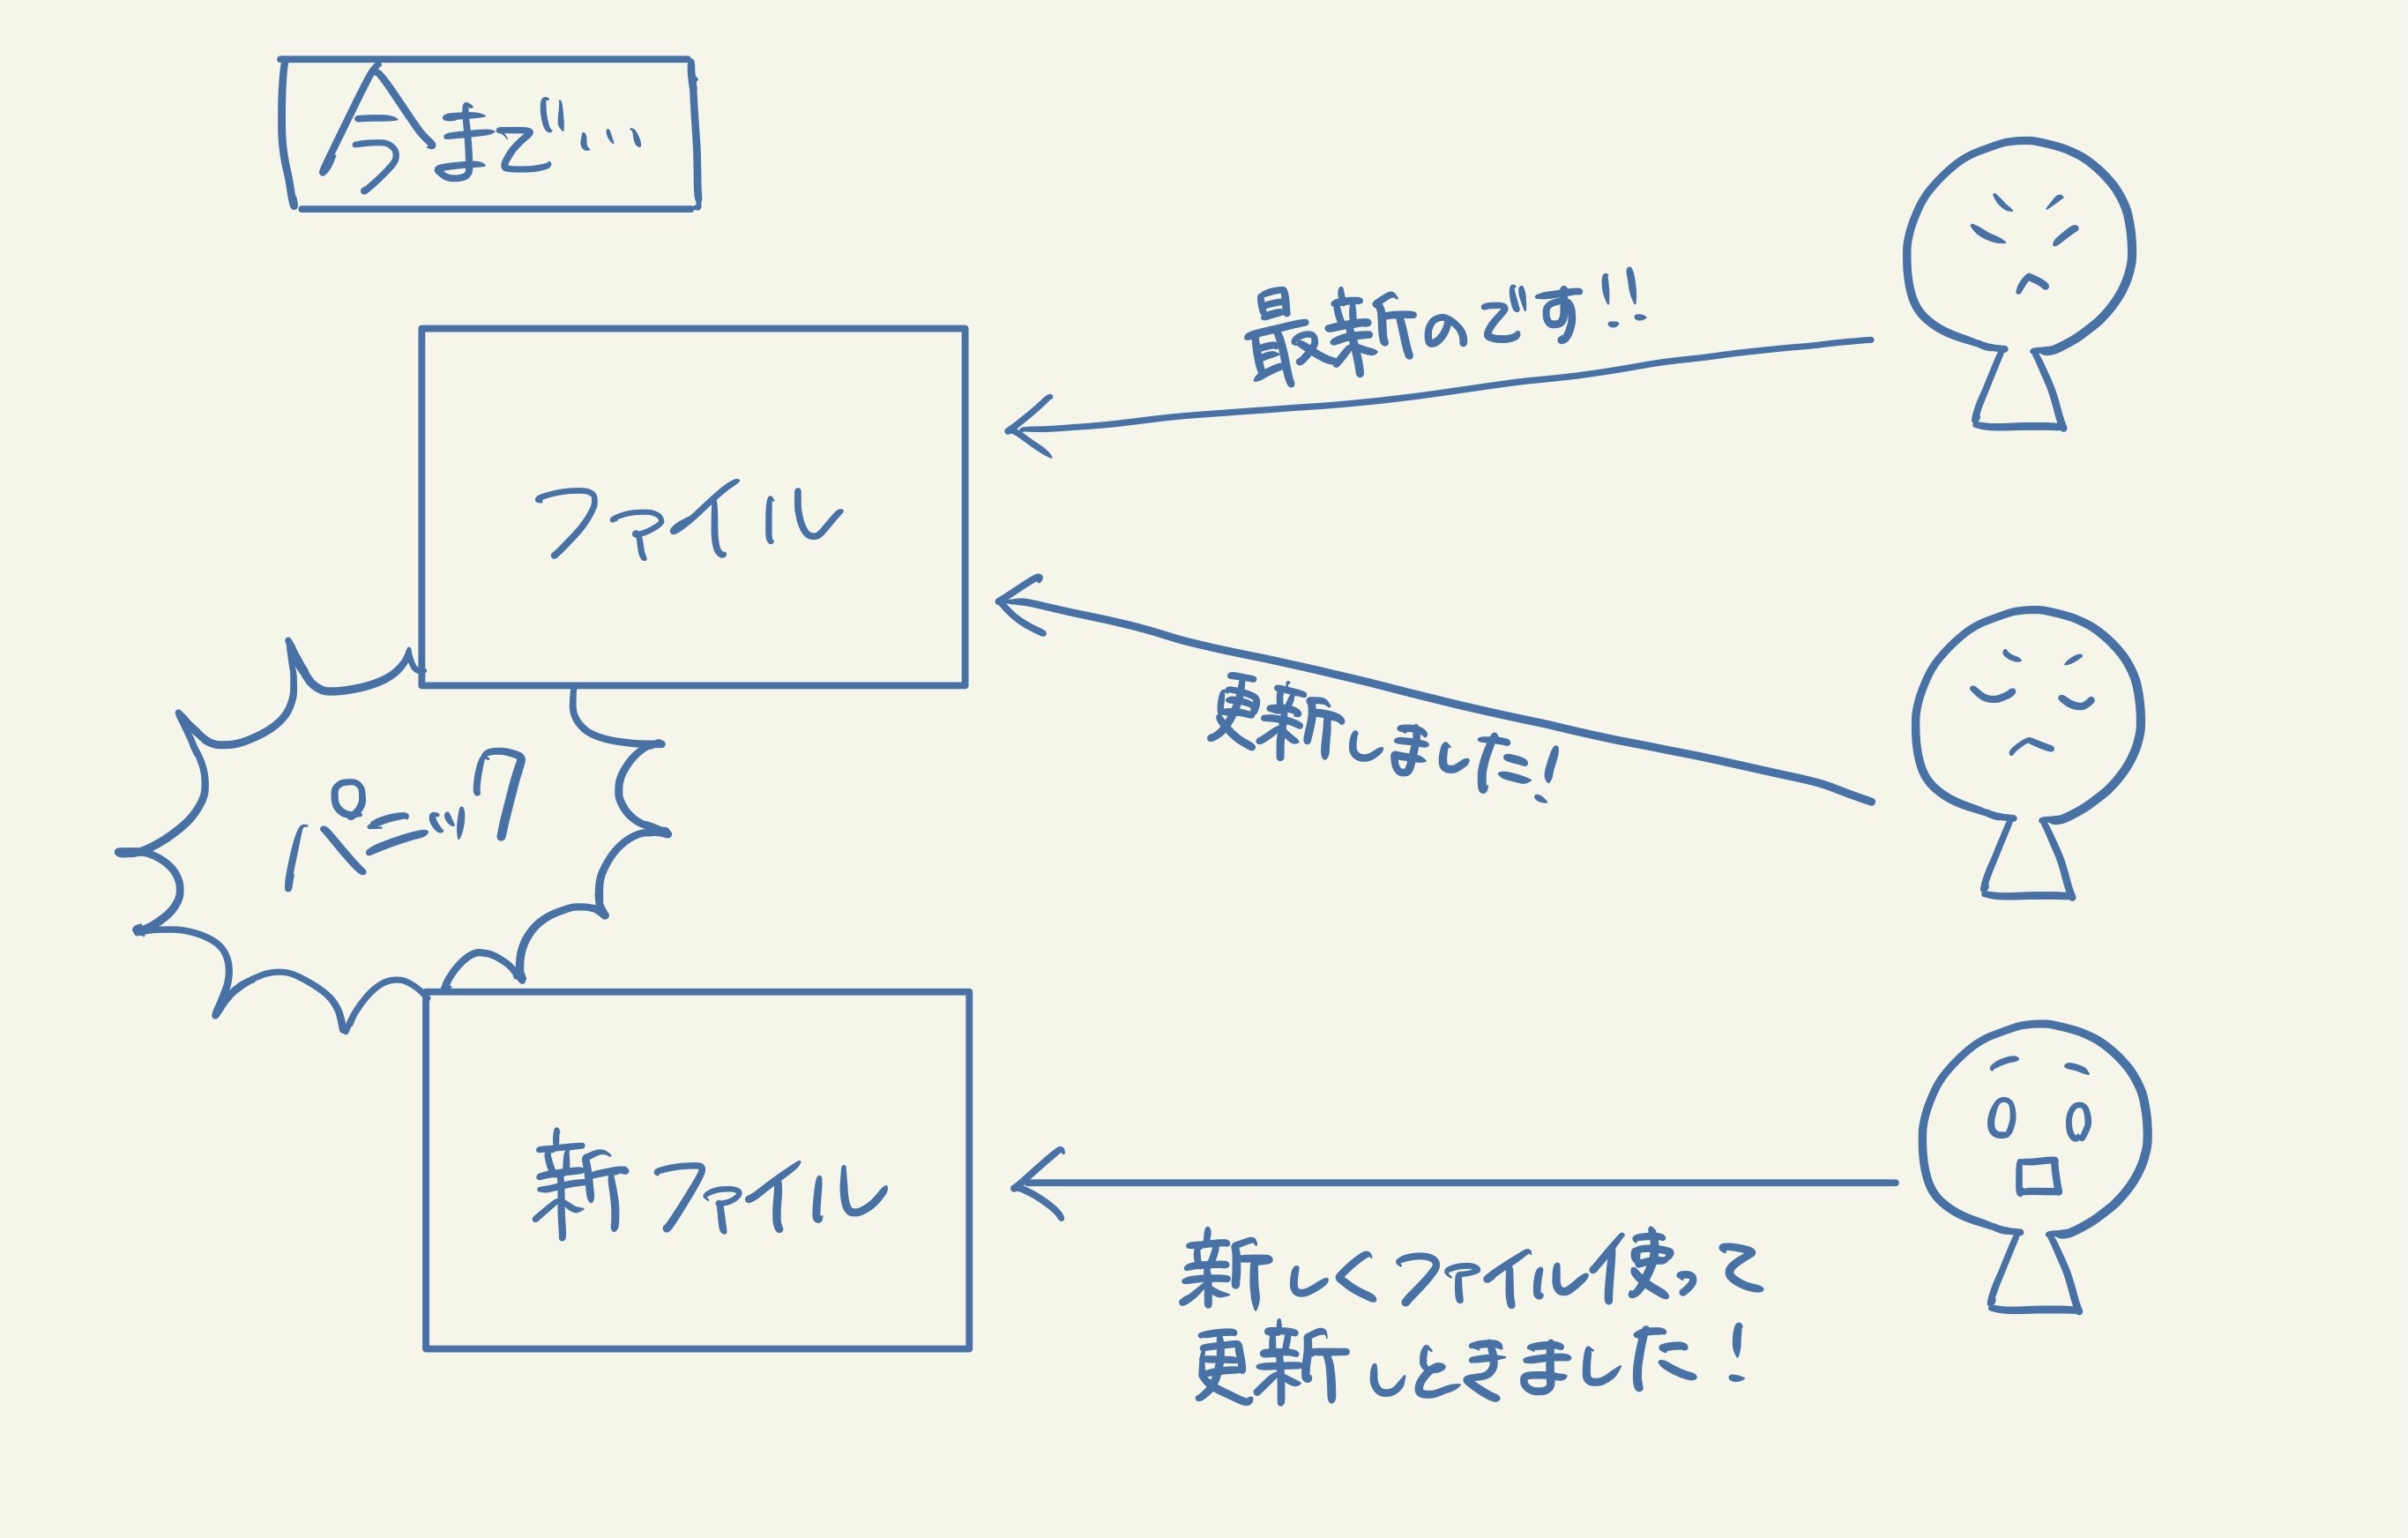 今まで…
最新のです!!
ファイル
更新しました!
パニック
新ファイル
新しくファイル使って
更新しときました!